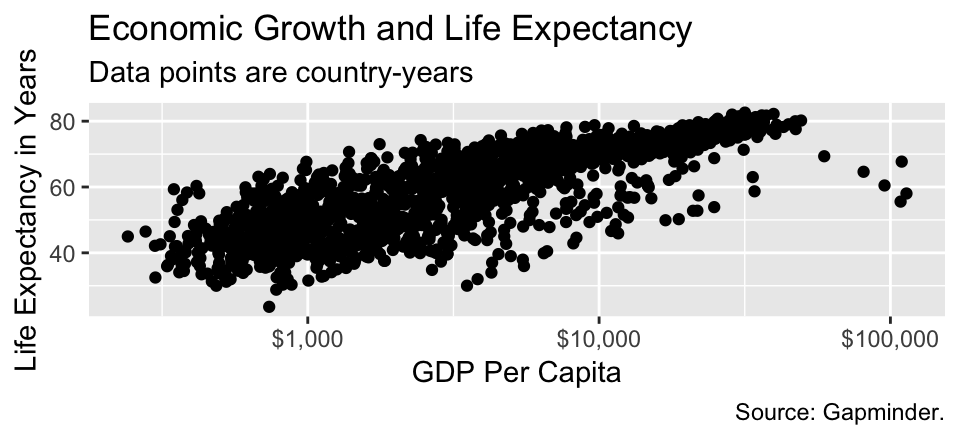 Economic Growth and Life Expectancy
Data points are country-years
Life Expectancy in Years
80
60
40
$1,000
$10,000
$100,000
GDP Per Capita
Source: Gapminder.